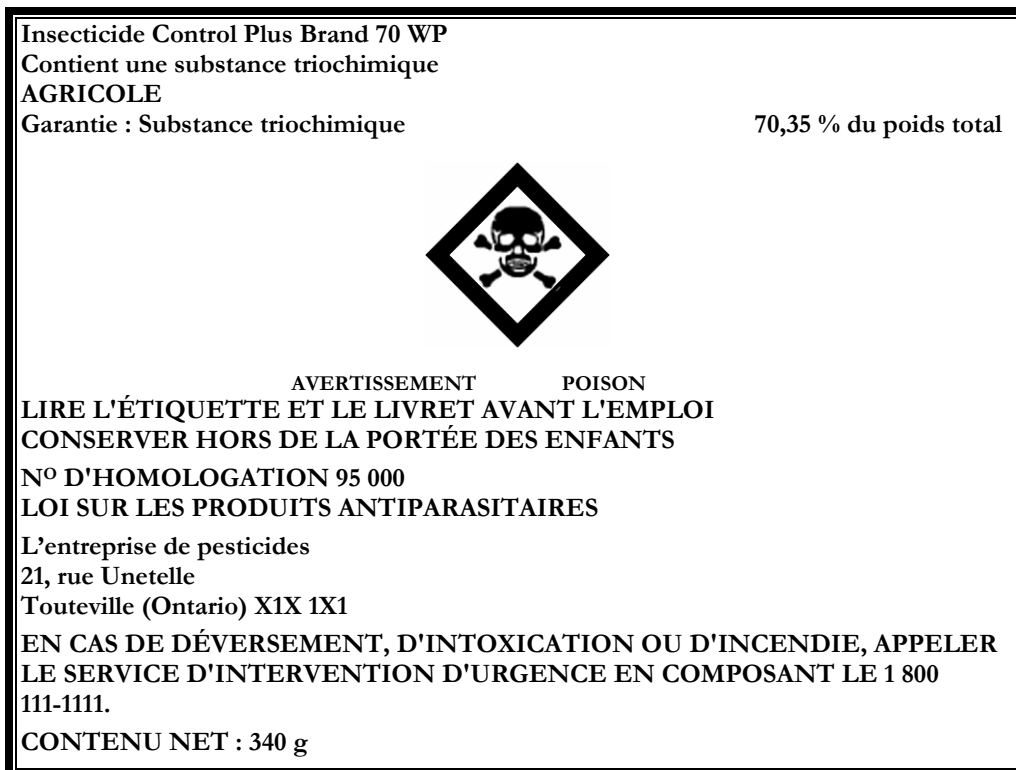 Insecticide Control Plus Brand 70 WP
Contient une substance triochimique
AGRICOLE
Garantie : Substance triochimique 70,35 % du poids total
AVERTISSEMENT POISON
LIRE L'ÉTIQUETTE ET LE LIVRET AVANT L'EMPLOI
CONSERVER HORS DE LA PORTÉE DES ENFANTS
Nº D'HOMOLOGATION 95 000
LOI SUR LES PRODUITS ANTIPARASITAIRES
L’entreprise de pesticides
21, rue Unetelle
Touteville (Ontario) X1X 1X1
EN CAS DE DÉVERSEMENT, D'INTOXICATION OU D'INCENDIE, APPELER
LE SERVICE D'INTERVENTION D'URGENCE EN COMPOSANT LE 1 800
111-1111.
CONTENU NET : 340 g